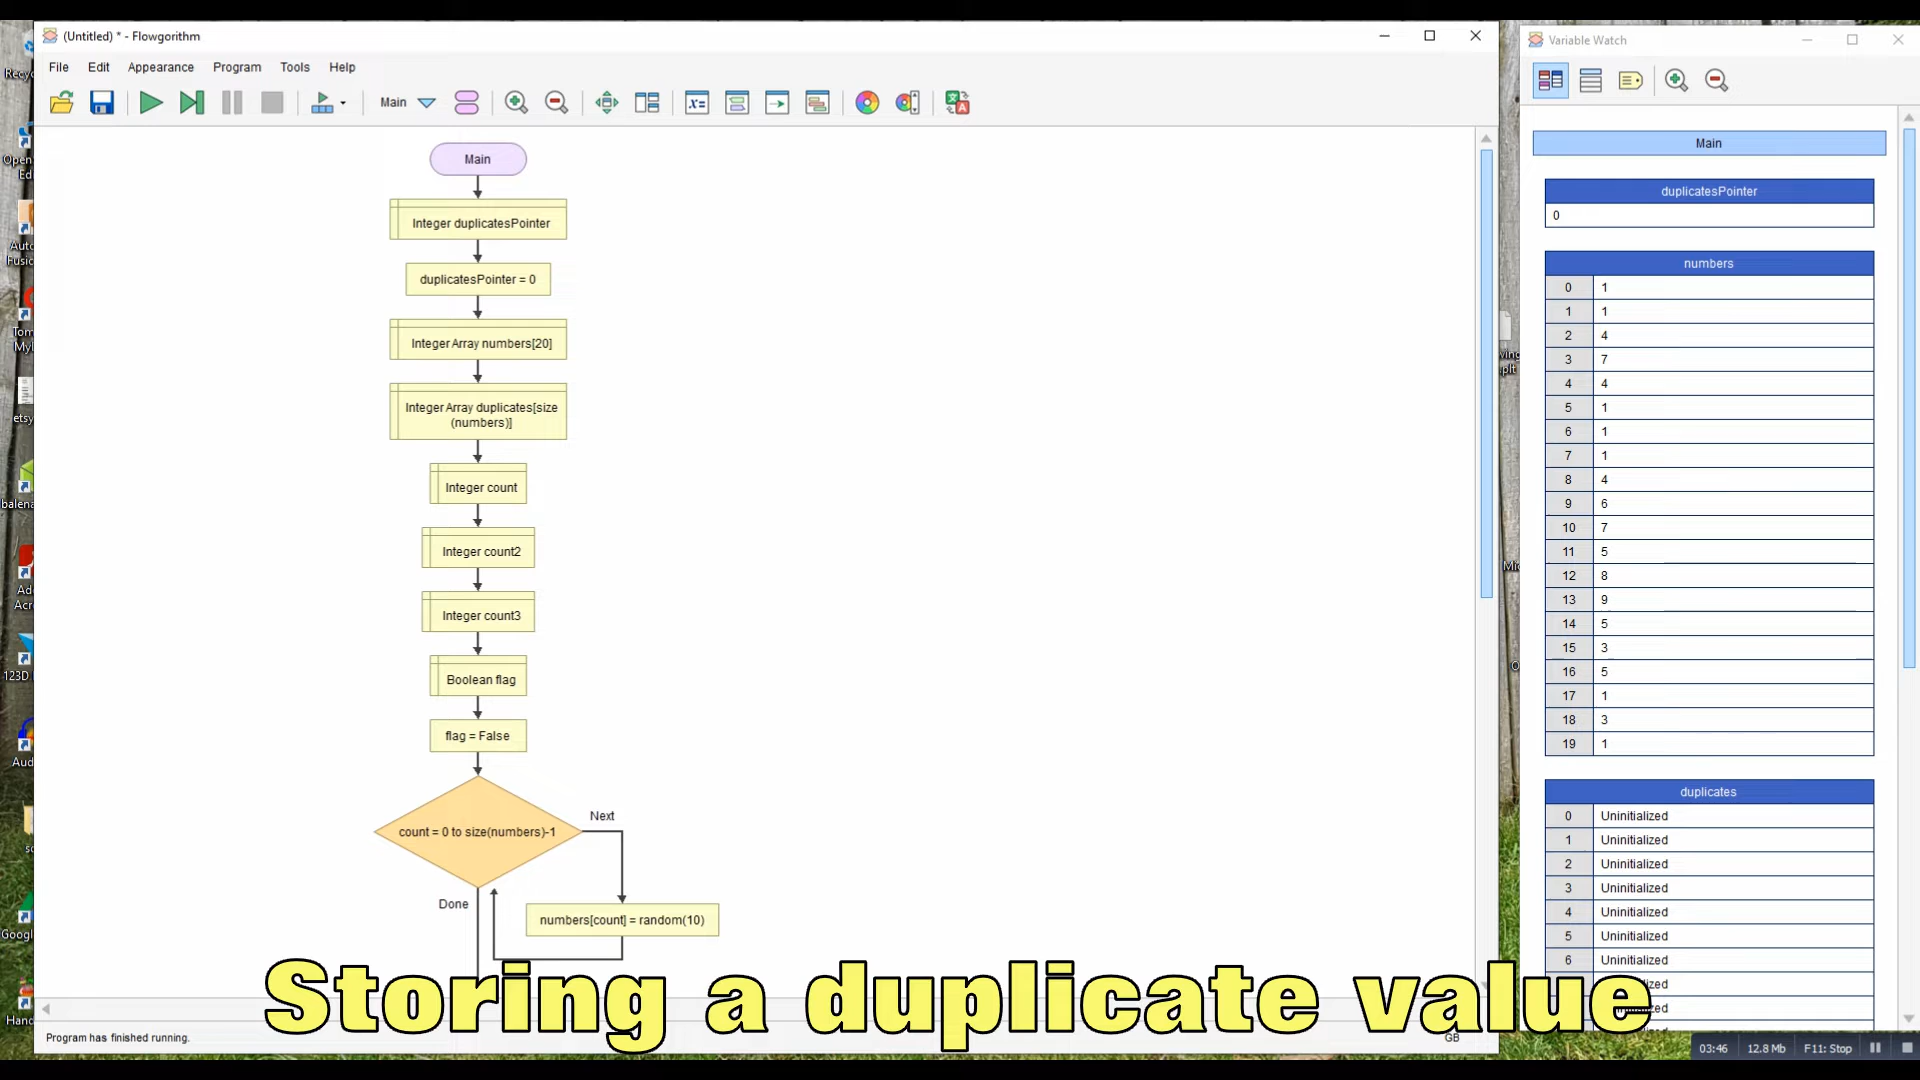 (Untitled) * - Flowgorithm
File Edit Appearance Program Tools Help
Main
Main
Integer duplicatesPointer
duplicatesPointer = 0
Integer Array numbers[20]
Integer Array duplicates[size
(numbers)]
Integer count
Integer count2
Integer count3
Boolean flag
flag = False
count = 0 to size(numbers)-1
Next
Done
numbers[count] = random(10)
Storing a duplicate value
Program has finished running.
GB
Variable Watch
Main
duplicatesPointer
0
numbers
0 1
1 1
2 4
3 7
4 4
5 1
6 1
7 1
8 4
9 6
10 7
11 5
12 8
13 9
14 5
15 3
16 5
17 1
18 3
19 1
duplicates
0 Uninitialized
1 Uninitialized
2 Uninitialized
3 Uninitialized
4 Uninitialized
5 Uninitialized
6 Uninitialized
03:46 12.8 Mb F11: Stop